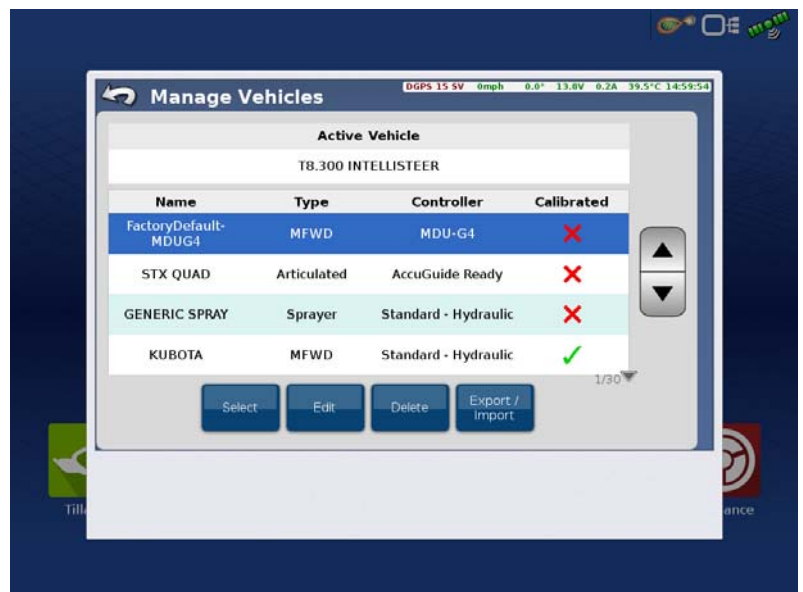 Manage Vehicles
DGPS 15 SV 0mph 0.0° 13.8V 0.2A 39.5°C 14:59:54
Active Vehicle
T8.300 INTELLISTEER
Name Type Controller Calibrated
FactoryDefault-
MDUG4 MFWD MDU-G4
STX QUAD Articulated AccuGuide Ready
GENERIC SPRAY Sprayer Standard - Hydraulic
KUBOTA MFWD Standard - Hydraulic
1/30
Select Edit Delete Export /
Import
Till
ance